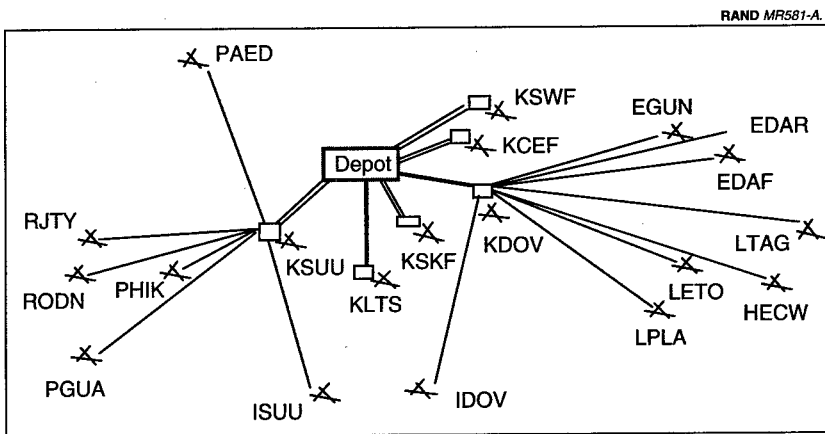 RAND MR581-A.
PAED
KSWF
EGUN
EDAR
KCEF
Depot
EDAF
RJTY
KDOV
LTAG
KSUU
KSKF
RODN
PHIK
KLTS
LETO
HECW
LPLA
PGUA
ISUU
IDOV